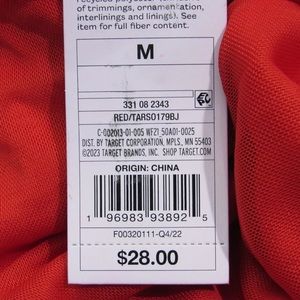 of trimmings, ornamentation,
interlinings and linings). See
item for full fiber content.
M
331 08 2343
RED/TARS0179BJ
C-002013-01-005 WFZ1_50A01-0025
DIST. BY TARGET CORPORATION, MPLS, MN 55403
©2023 TARGET BRANDS, INC. SHOP TARGET.COM
ORIGIN: CHINA
1 96983 93892 5
F00320111-Q4/22
$28.00